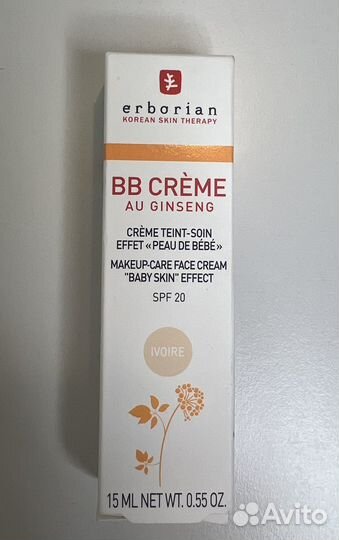 erborian
KOREAN SKIN THERAPY
BB CRÈME
AU GINSENG
CRÈME TEINT-SOIN
EFFET « PEAU DE BÉBÉ »
MAKEUP-CARE FACE CREAM
"BABY SKIN" EFFECT
SPF 20
IVOIRE
15 ML NET WT. 0.55 OZ.
Avito